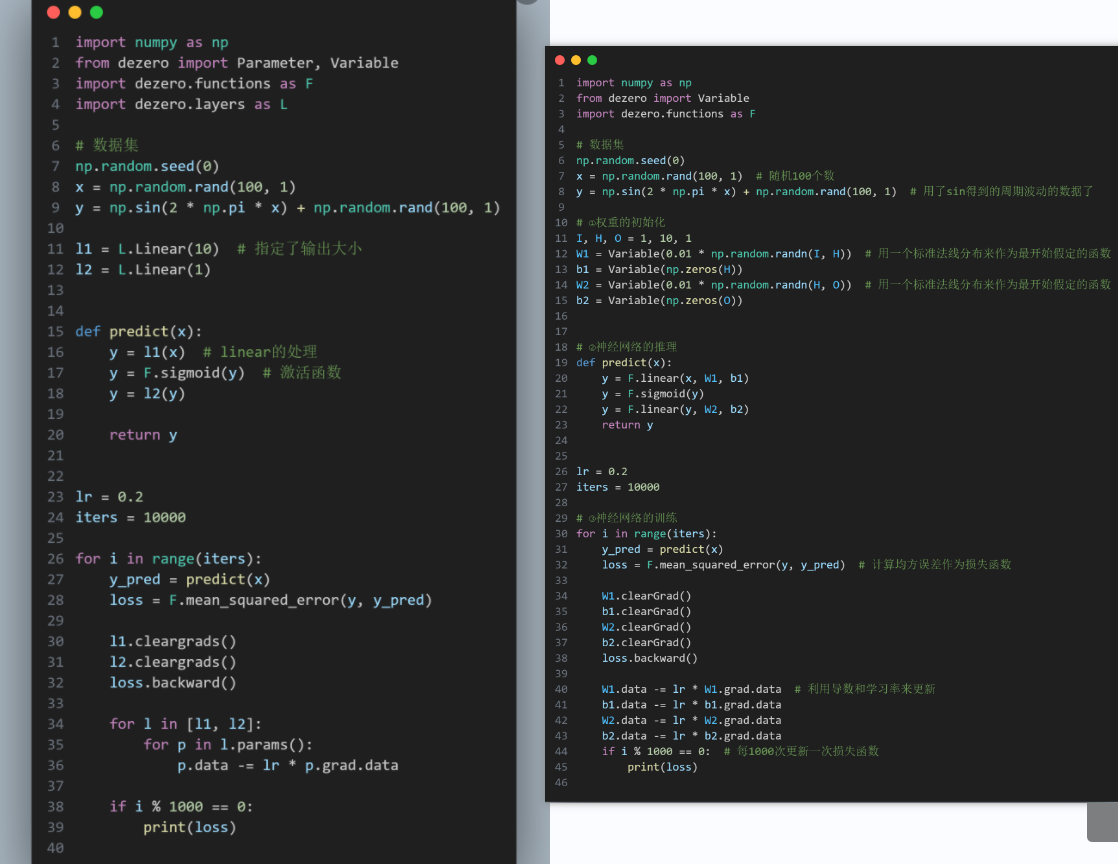 1 import numpy as np
2 from dezero import Parameter, Variable
3 import dezero.functions as F
4 import dezero.layers as L
5
6 # 数据集
7 np.random.seed(0)
8 x = np.random.rand(100, 1)
9 y = np.sin(2 * np.pi * x) + np.random.rand(100, 1)
10
11 l1 = L.Linear(10)  # 指定了输出大小
12 l2 = L.Linear(1)
13
14
15 def predict(x):
16     y = l1(x)  # linear的处理
17     y = F.sigmoid(y)  # 激活函数
18     y = l2(y)
19
20     return y
21
22
23 lr = 0.2
24 iters = 10000
25
26 for i in range(iters):
27     y_pred = predict(x)
28     loss = F.mean_squared_error(y, y_pred)
29
30     l1.cleargrads()
31     l2.cleargrads()
32     loss.backward()
33
34     for l in [l1, l2]:
35         for p in l.params():
36             p.data -= lr * p.grad.data
37
38     if i % 1000 == 0:
39         print(loss)
40
1 import numpy as np
2 from dezero import Variable
3 import dezero.functions as F
4
5 # 数据集
6 np.random.seed(0)
7 x = np.random.rand(100, 1)  # 随机100个数
8 y = np.sin(2 * np.pi * x) + np.random.rand(100, 1)  # 用了sin得到的周期波动的数据了
9
10 # ①权重的初始化
11 I, H, O = 1, 10, 1
12 W1 = Variable(0.01 * np.random.randn(I, H))  # 用一个标准法线分布来作为最开始假定的函数
13 b1 = Variable(np.zeros(H))
14 W2 = Variable(0.01 * np.random.randn(H, O))  # 用一个标准法线分布来作为最开始假定的函数
15 b2 = Variable(np.zeros(O))
16
17
18 # ②神经网络的推理
19 def predict(x):
20     y = F.linear(x, W1, b1)
21     y = F.sigmoid(y)
22     y = F.linear(y, W2, b2)
23     return y
24
25
26 lr = 0.2
27 iters = 10000
28
29 # ③神经网络的训练
30 for i in range(iters):
31     y_pred = predict(x)
32     loss = F.mean_squared_error(y, y_pred)  # 计算均方误差作为损失函数
33
34     W1.clearGrad()
35     b1.clearGrad()
36     W2.clearGrad()
37     b2.clearGrad()
38     loss.backward()
39
40     W1.data -= lr * W1.grad.data  # 利用导数和学习率来更新
41     b1.data -= lr * b1.grad.data
42     W2.data -= lr * W2.grad.data
43     b2.data -= lr * b2.grad.data
44     if i % 1000 == 0:  # 每1000次更新一次损失函数
45         print(loss)
46